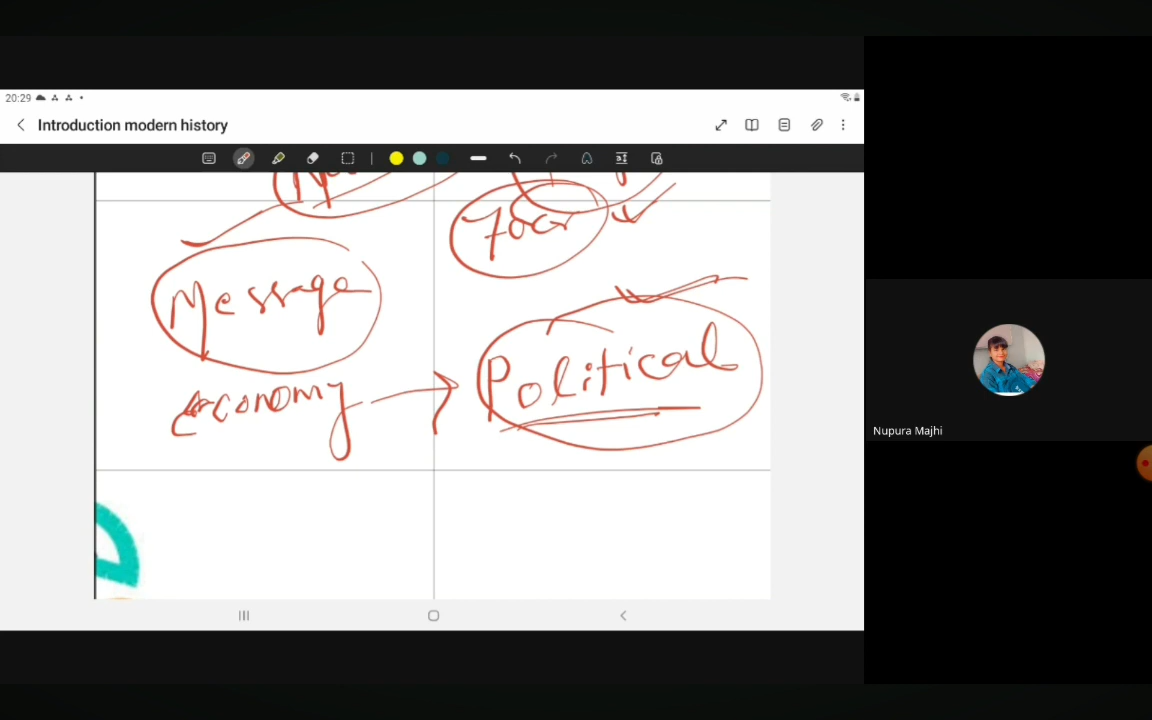 20:29
Introduction modern history
Message
economy → Political
Nupura Majhi